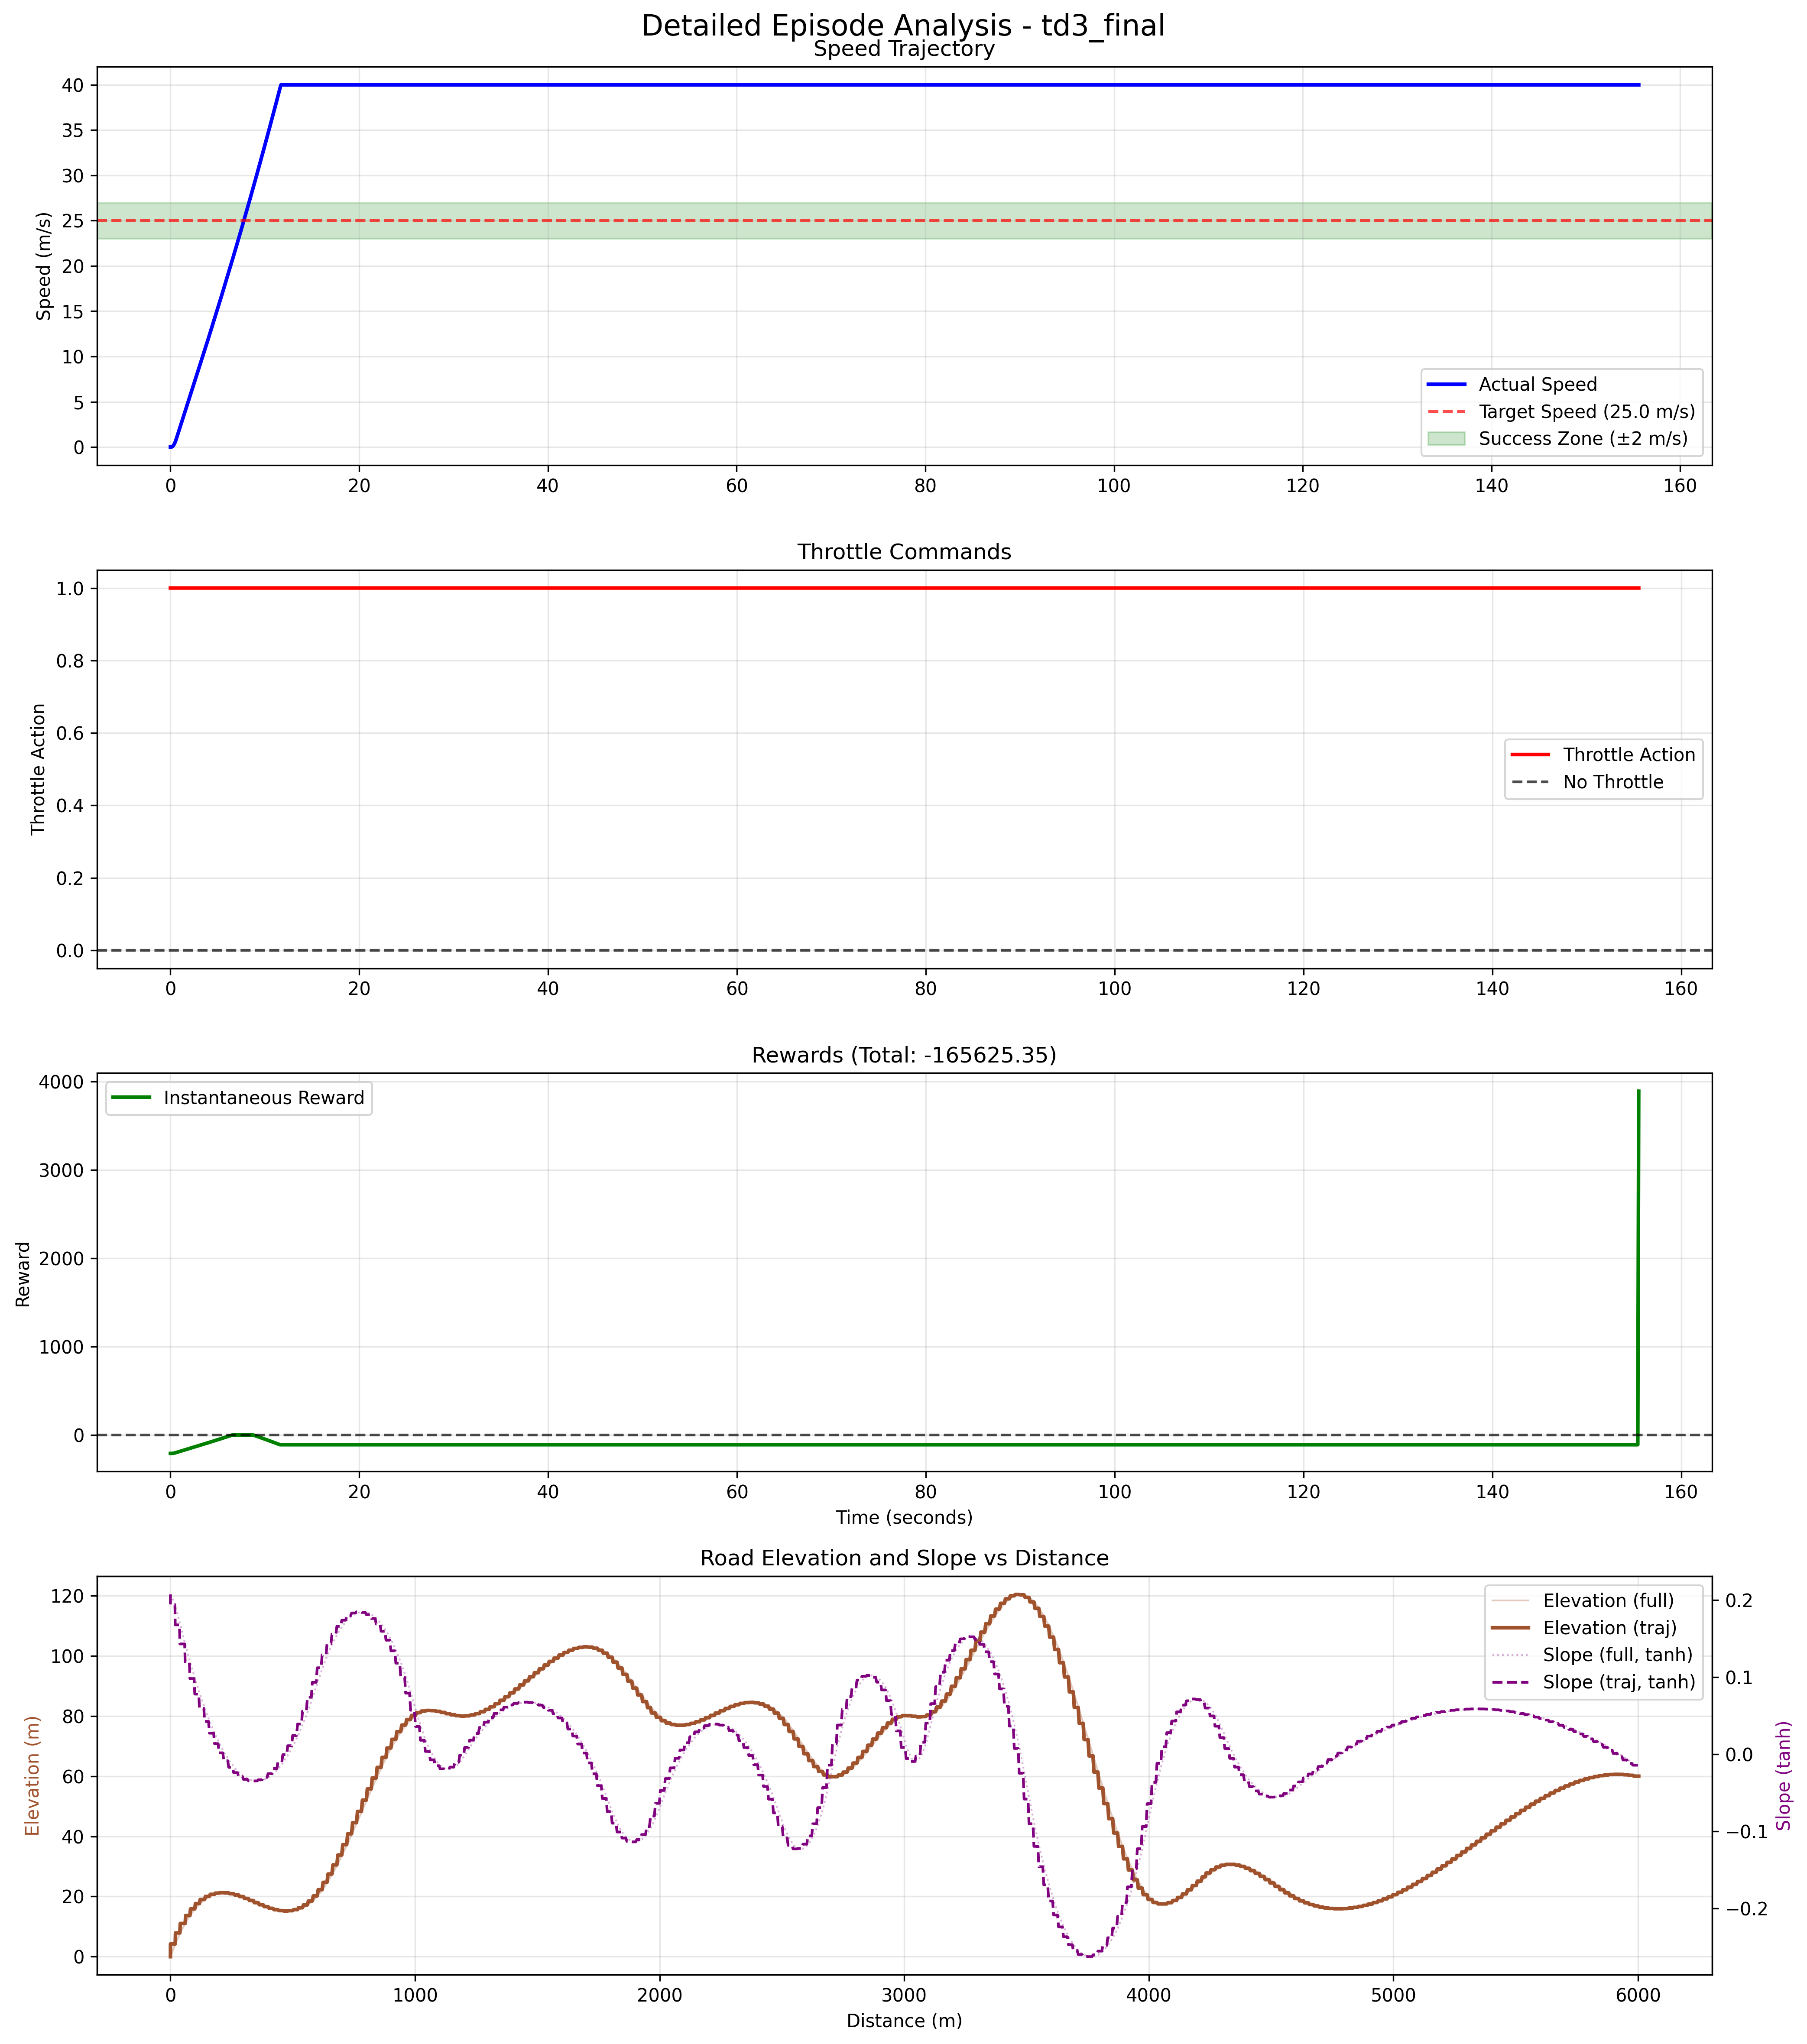 Detailed Episode Analysis - td3_final
Speed Trajectory
40
35
30
25
20
15
10
5
0
Speed (m/s)
Actual Speed
Target Speed (25.0 m/s)
Success Zone (±2 m/s)
0 20 40 60 80 100 120 140 160
Throttle Commands
1.0
0.8
0.6
0.4
0.2
0.0
Throttle Action
Throttle Action
No Throttle
0 20 40 60 80 100 120 140 160
Rewards (Total: -165625.35)
4000
3000
2000
1000
0
Reward
Instantaneous Reward
0 20 40 60 80 100 120 140 160
Time (seconds)
Road Elevation and Slope vs Distance
120
100
80
60
40
20
0
Elevation (m)
Elevation (full)
Elevation (traj)
Slope (full, tanh)
Slope (traj, tanh)
0.2
0.1
0.0
−0.1
−0.2
Slope (tanh)
0 1000 2000 3000 4000 5000 6000
Distance (m)